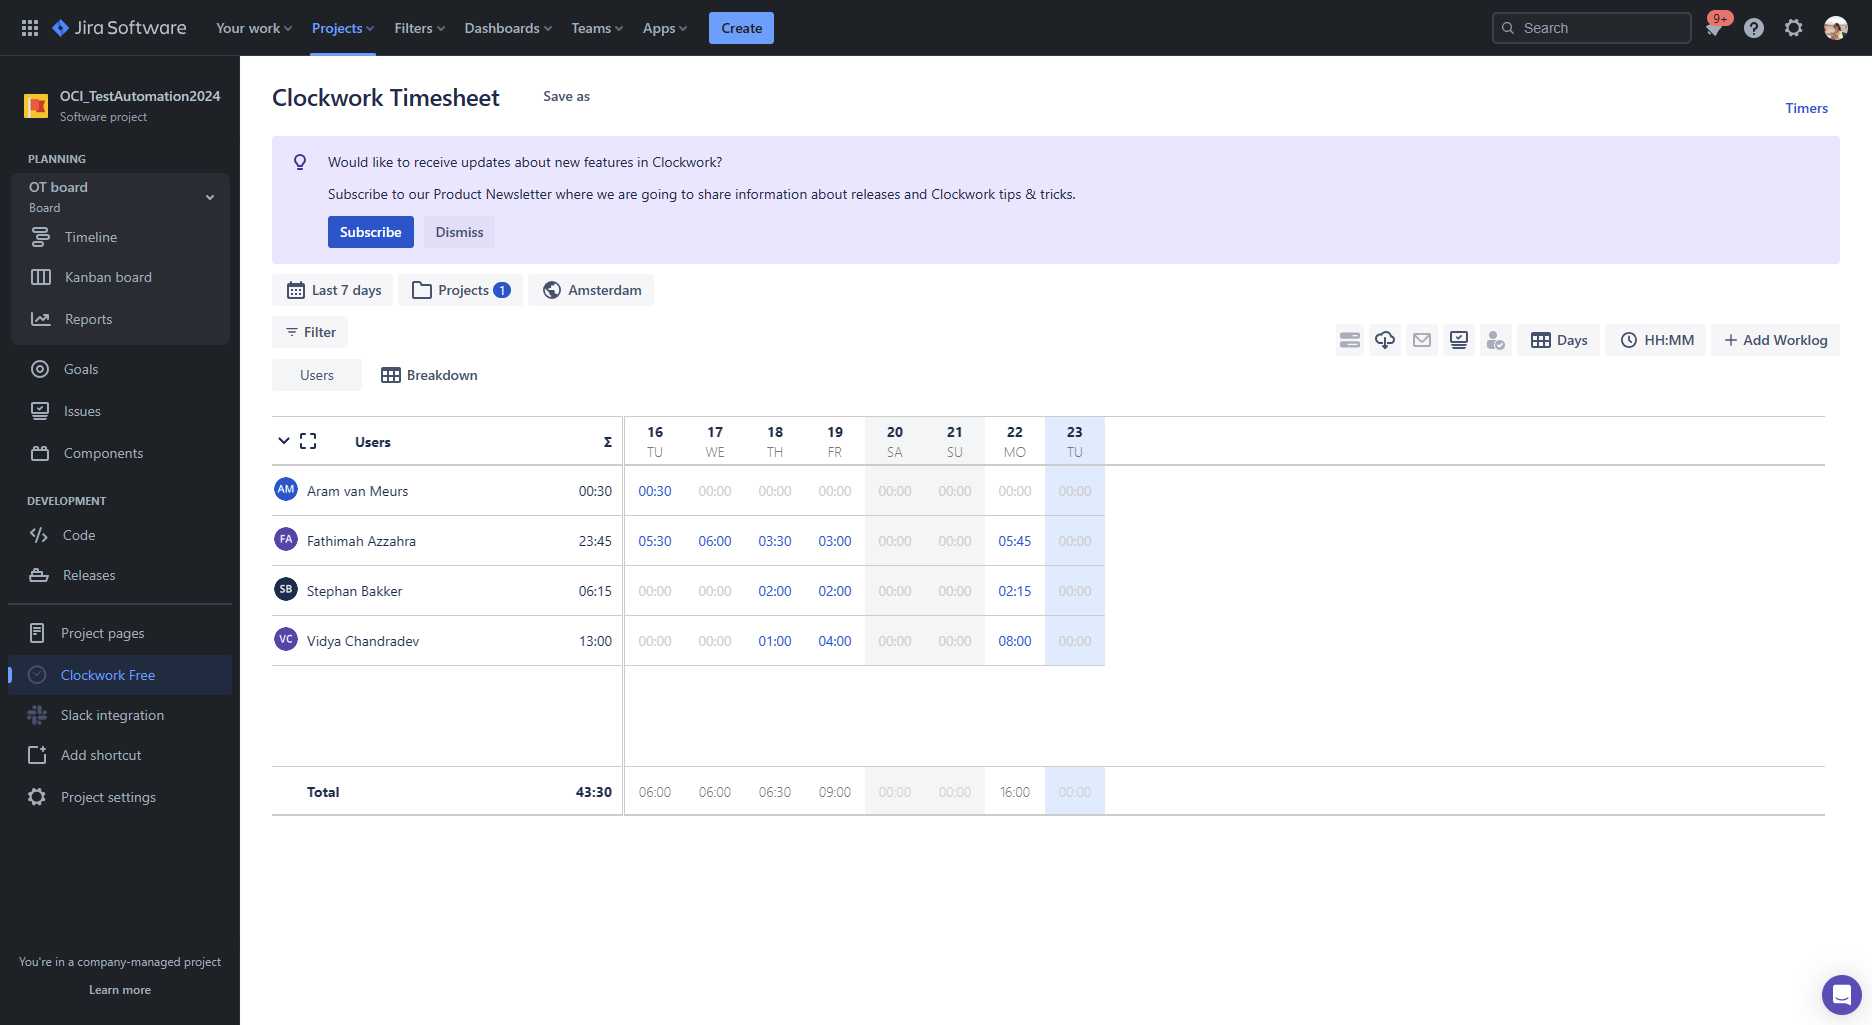 Jira Software Your work Projects Filters Dashboards Teams Apps Create Search 9+
OCI_TestAutomation2024
Software project
PLANNING
OT board
Board
Timeline
Kanban board
Reports
Goals
Issues
Components
DEVELOPMENT
Code
Releases
Project pages
Clockwork Free
Slack integration
Add shortcut
Project settings
You're in a company-managed project
Learn more
Clockwork Timesheet Save as
Timers
Would like to receive updates about new features in Clockwork?
Subscribe to our Product Newsletter where we are going to share information about releases and Clockwork tips & tricks.
Subscribe Dismiss
Last 7 days Projects 1 Amsterdam
Filter
Days HH:MM + Add Worklog
Users Breakdown
Users Σ 16 17 18 19 20 21 22 23
TU WE TH FR SA SU MO TU
AM Aram van Meurs 00:30 00:30 00:00 00:00 00:00 00:00 00:00 00:00 00:00
FA Fathimah Azzahra 23:45 05:30 06:00 03:30 03:00 00:00 00:00 05:45 00:00
SB Stephan Bakker 06:15 00:00 00:00 02:00 02:00 00:00 00:00 02:15 00:00
VC Vidya Chandradev 13:00 00:00 00:00 01:00 04:00 00:00 00:00 08:00 00:00
Total 43:30 06:00 06:00 06:30 09:00 00:00 00:00 16:00 00:00